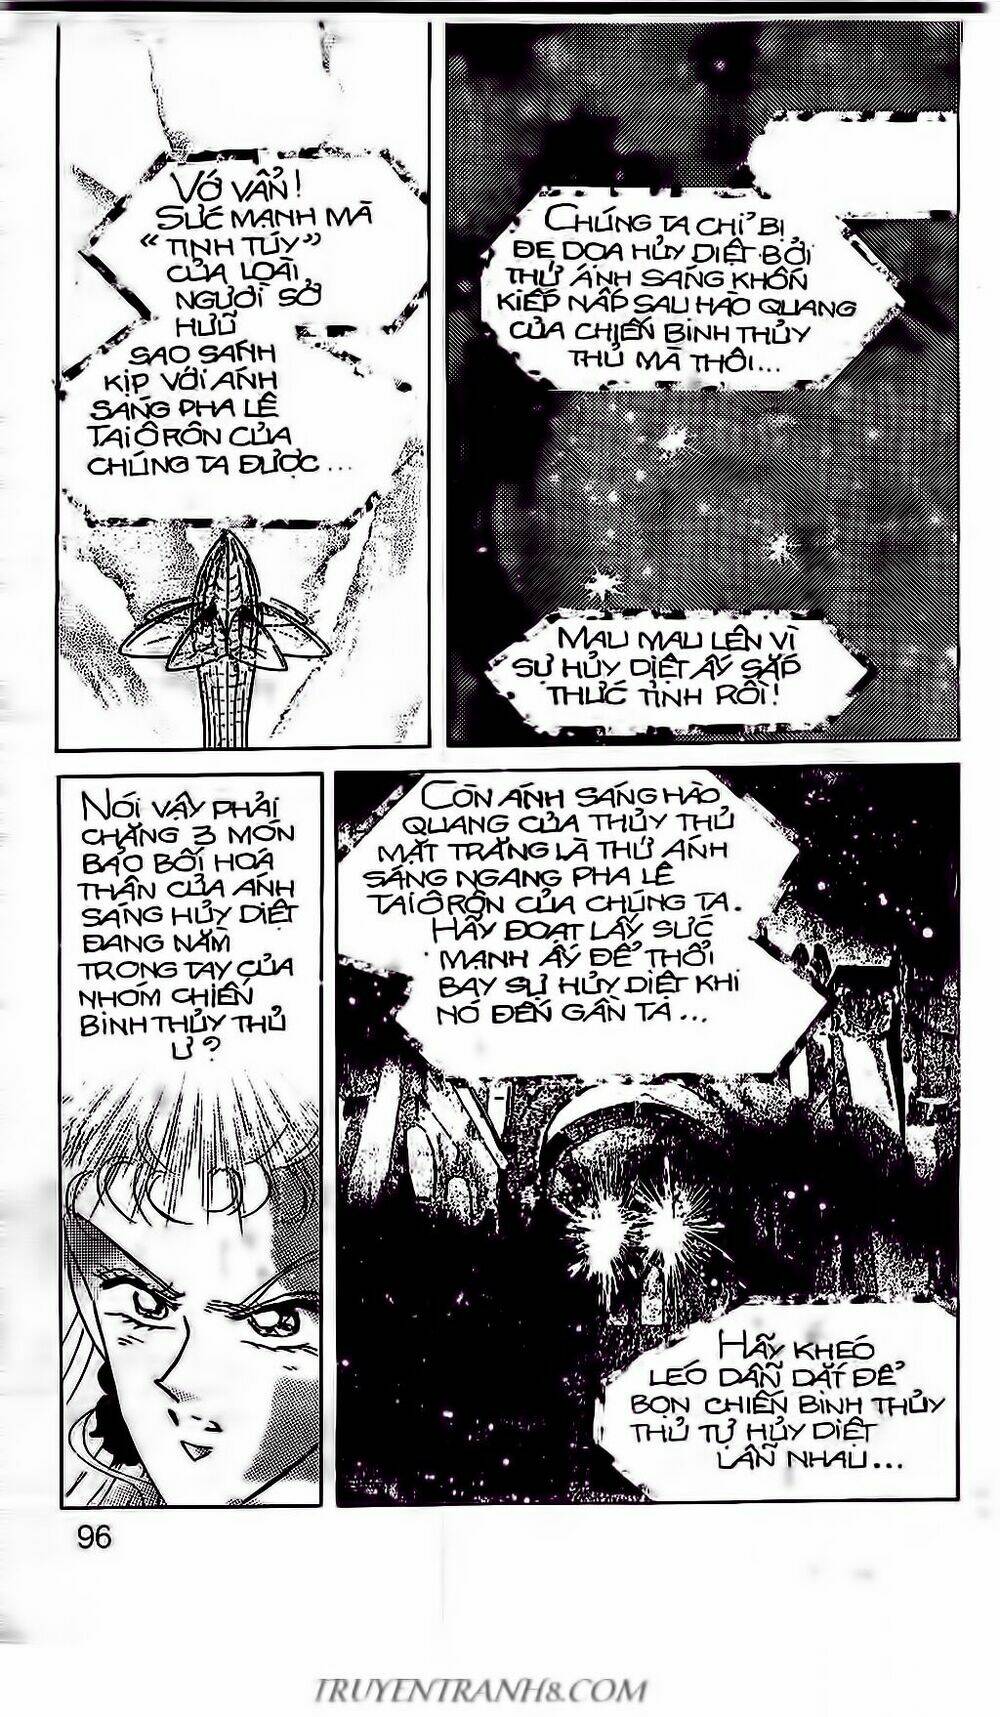 VỚ VẨN!
SỨC MẠNH MÀ
"TINH TÚY"
CỦA LOÀI
NGƯỜI SỞ
HỮU
SAO SÁNH
KỊP VỚI ÁNH
SÁNG PHA LÊ
TAIÔRÔN CỦA
CHÚNG TA ĐƯỢC...
CHÚNG TA CHỈ BỊ
ĐE DOẠ HỦY DIỆT BỞI
THỨ ÁNH SÁNG KHỐN
KIẾP NẤP SAU HÀO QUANG
CỦA CHIẾN BINH THỦY
THỦ MÀ THÔI...
MAU MAU LÊN VÌ
SỰ HỦY DIỆT ẤY SẮP
THỨC TỈNH RỒI!
NÓI VẬY PHẢI
CHĂNG 3 MÓN
BẢO BỐI HOÁ
THÂN CỦA ÁNH
SÁNG HỦY DIỆT
ĐANG NẰM
TRONG TAY CỦA
NHÓM CHIẾN
BINH THỦY THỦ
Ư?
CÒN ÁNH SÁNG HÀO
QUANG CỦA THỦY THỦ
MẶT TRĂNG LÀ THỨ ÁNH
SÁNG NGANG PHA LÊ
TAIÔRÔN CỦA CHÚNG TA.
HÃY ĐOẠT LẤY SỨC
MẠNH ẤY ĐỂ THỔI
BAY SỰ HỦY DIỆT KHI
NÓ ĐẾN GẦN TA...
HÃY KHÉO
LÉO DẪN DẮT ĐỂ
BỌN CHIẾN BINH THỦY
THỦ TỰ HỦY DIỆT
LẪN NHAU...
96
TRUYENTRANH8.COM